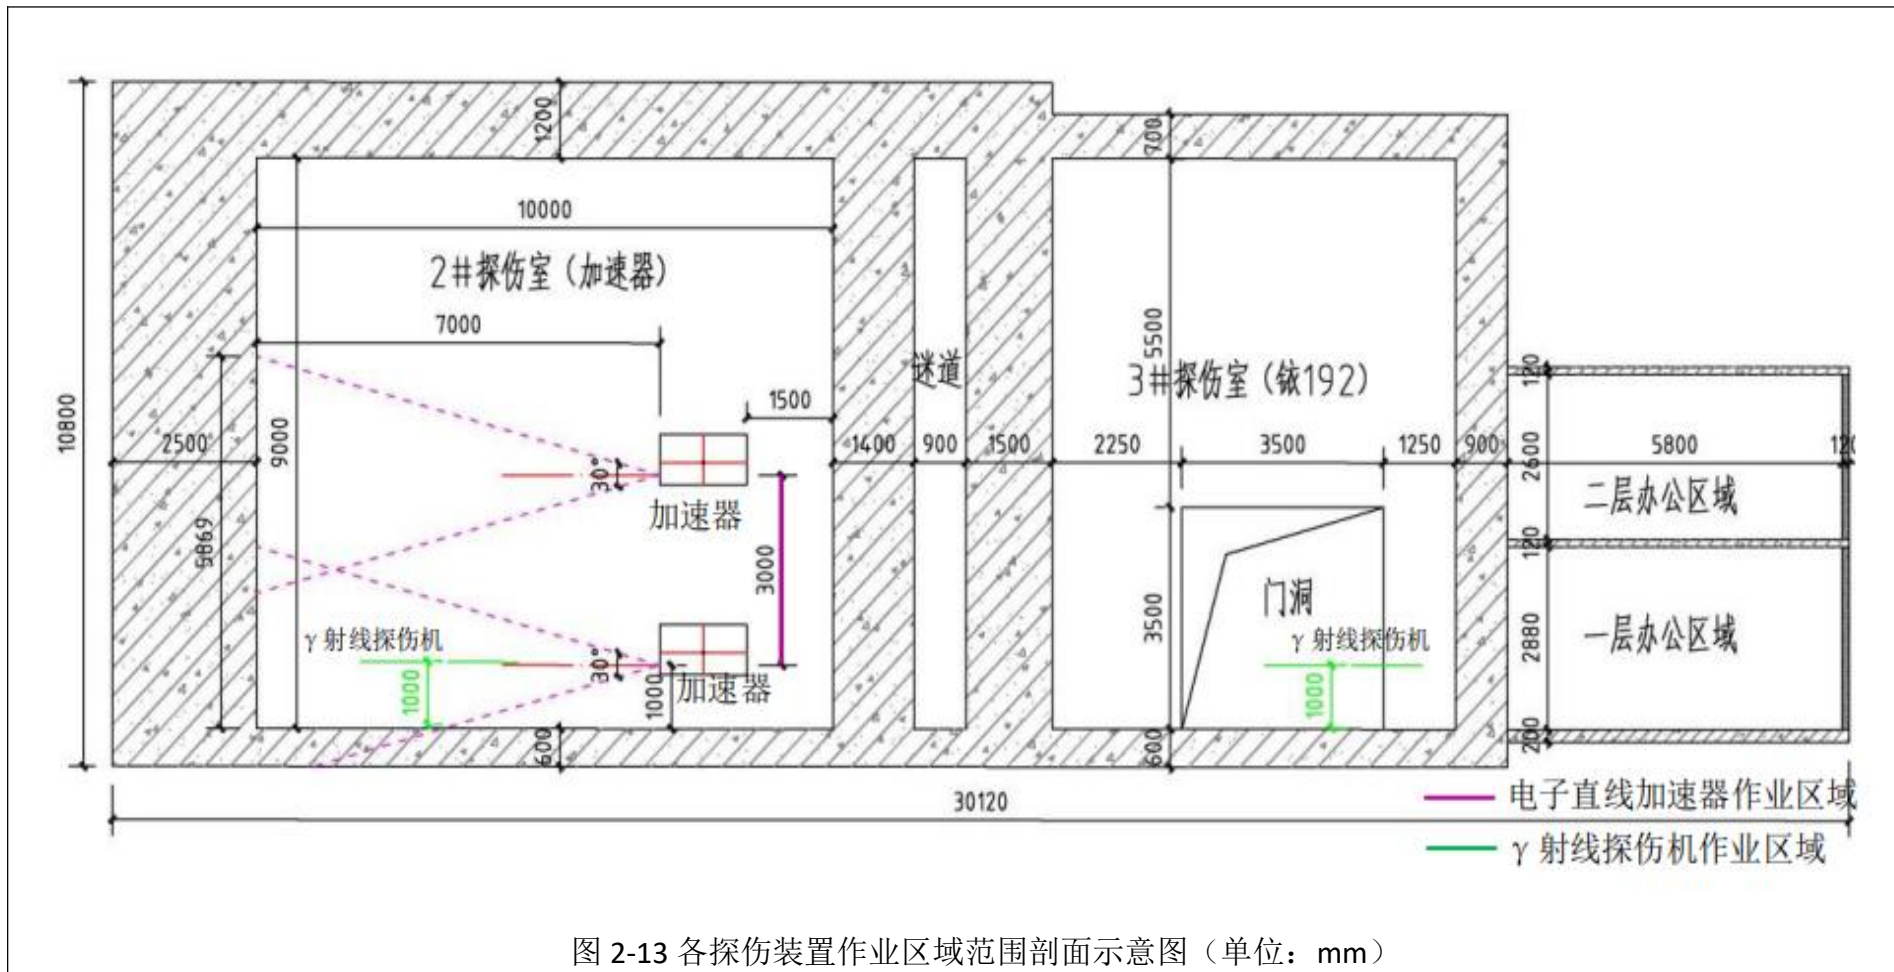 1200
700
10000
2#探伤室（加速器）
7000
5500
迷道
3#探伤室（铱192）
120
10800
1500
9000
2500
1400
900
1500
2250
3500
1250
900
2600
5800
120
30°
二层办公区域
加速器
120
5869
3000
3500
门洞
2880
一层办公区域
γ射线探伤机
30°
γ射线探伤机
1000
1000
加速器
1000
600
600
200
电子直线加速器作业区域
30120
γ射线探伤机作业区域
图 2-13 各探伤装置作业区域范围剖面示意图（单位：mm）